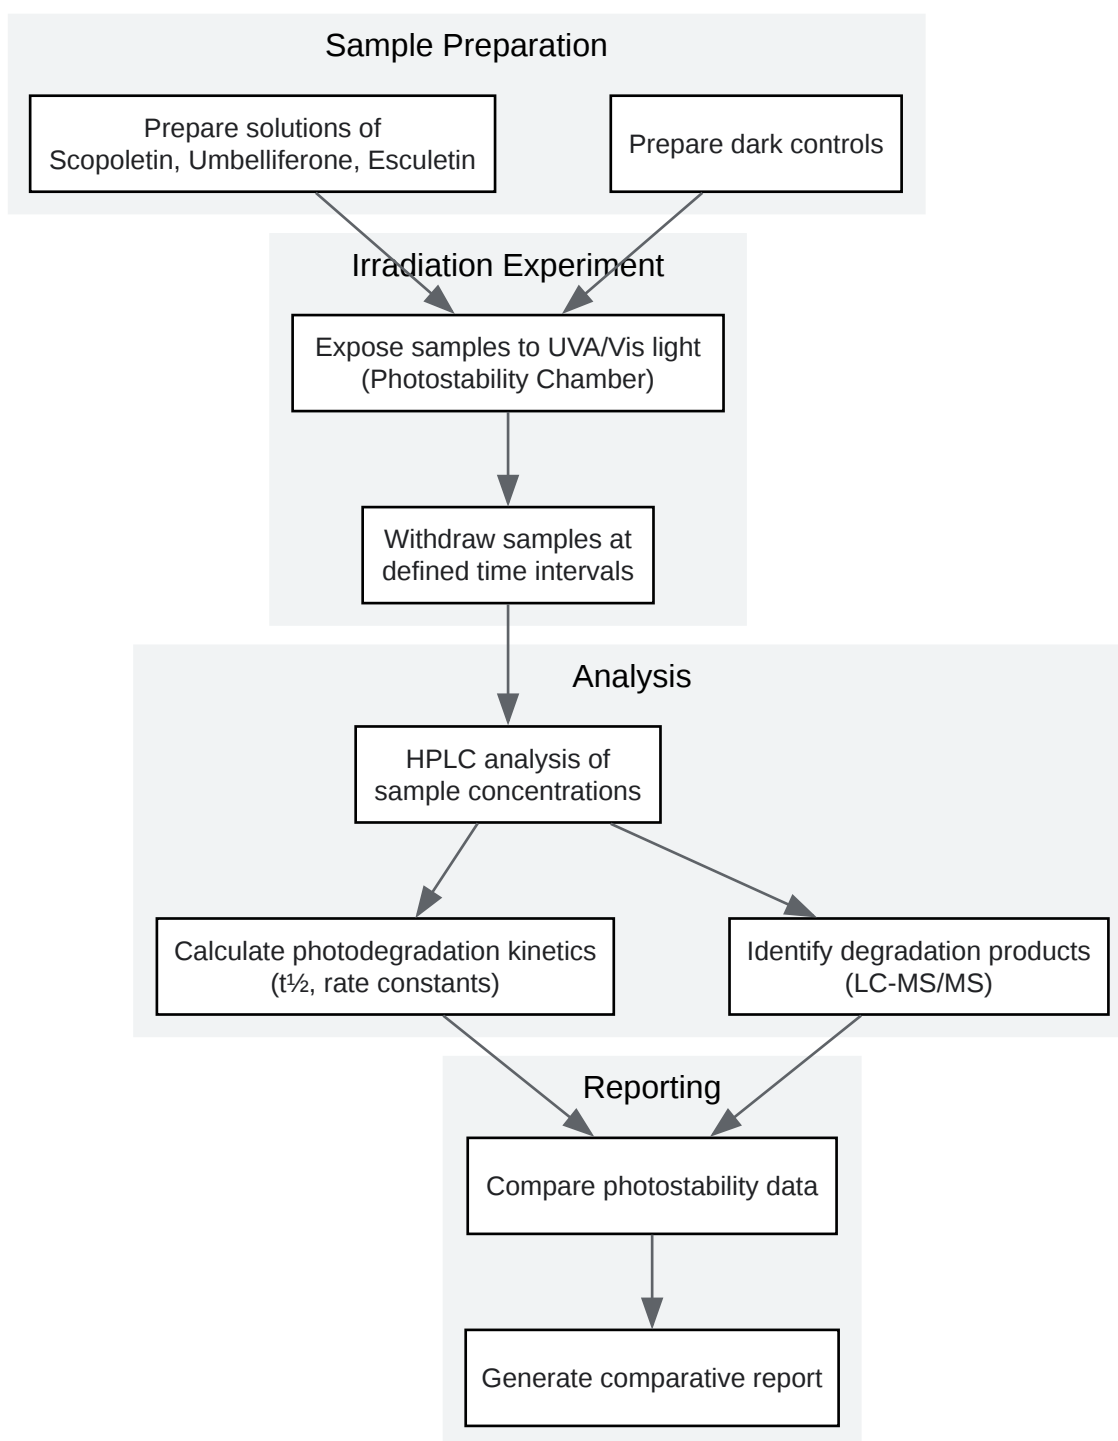 Sample Preparation
Prepare solutions of
Scopoletin, Umbelliferone, Esculetin
Prepare dark controls
Irradiation Experiment
Expose samples to UVA/Vis light
(Photostability Chamber)
Withdraw samples at
defined time intervals
Analysis
HPLC analysis of
sample concentrations
Calculate photodegradation kinetics
(t½, rate constants)
Identify degradation products
(LC-MS/MS)
Reporting
Compare photostability data
Generate comparative report